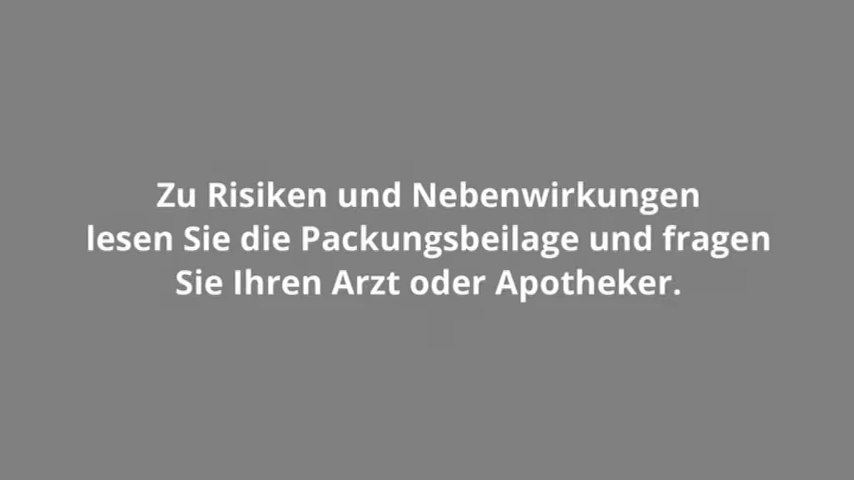 Zu Risiken und Nebenwirkungen
lesen Sie die Packungsbeilage und fragen
Sie Ihren Arzt oder Apotheker.